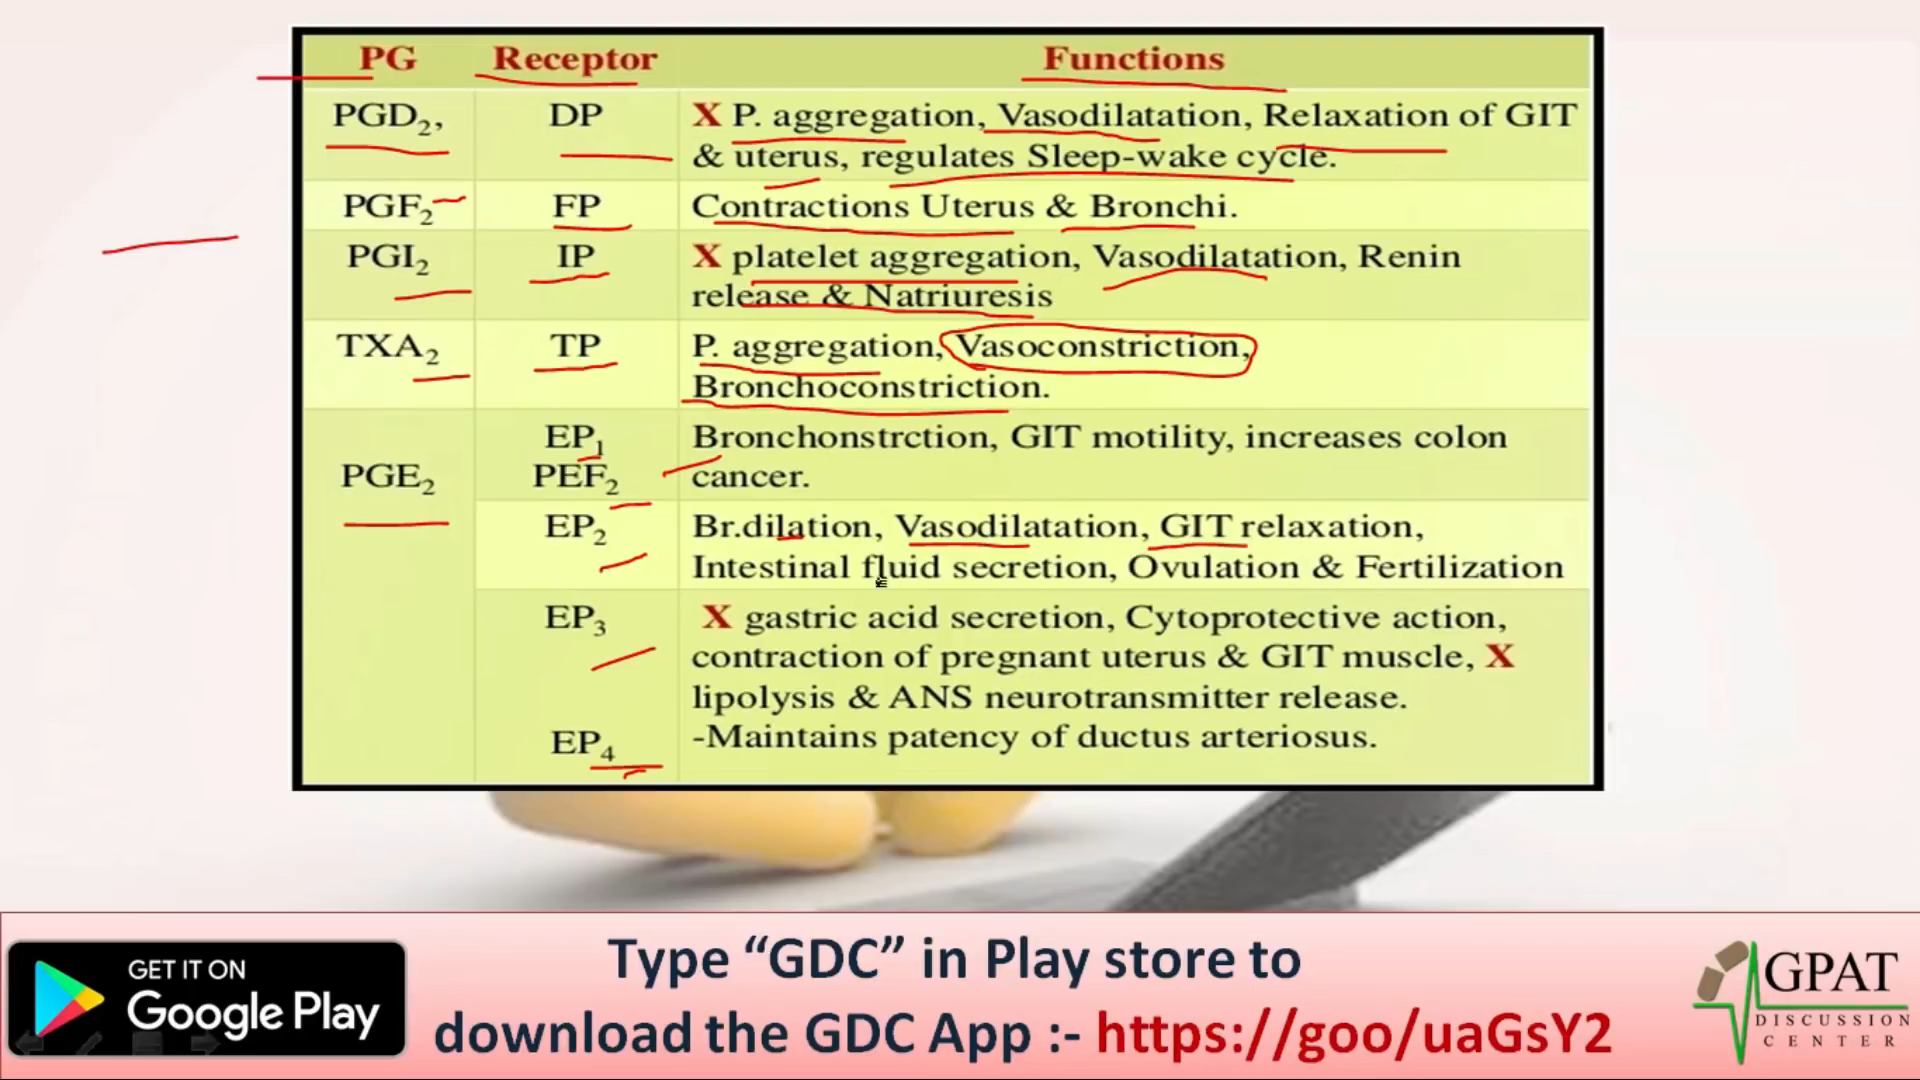 PG Receptor Functions
PGD2, DP X P. aggregation, Vasodilatation, Relaxation of GIT
& uterus, regulates Sleep-wake cycle.
PGF2 FP Contractions Uterus & Bronchi.
PGI2 IP X platelet aggregation, Vasodilatation, Renin
release & Natriuresis
TXA2 TP P. aggregation, Vasoconstriction,
Bronchoconstriction.
PGE2
EP1 Bronchonstrction, GIT motility, increases colon
PEF2 cancer.
EP2 Br.dilation, Vasodilatation, GIT relaxation,
Intestinal fluid secretion, Ovulation & Fertilization
EP3 X gastric acid secretion, Cytoprotective action,
contraction of pregnant uterus & GIT muscle, X
lipolysis & ANS neurotransmitter release.
EP4 -Maintains patency of ductus arteriosus.
GET IT ON
Google Play
Type “GDC” in Play store to
download the GDC App :- https://goo/uaGsY2
GPAT
DISCUSSION
CENTER